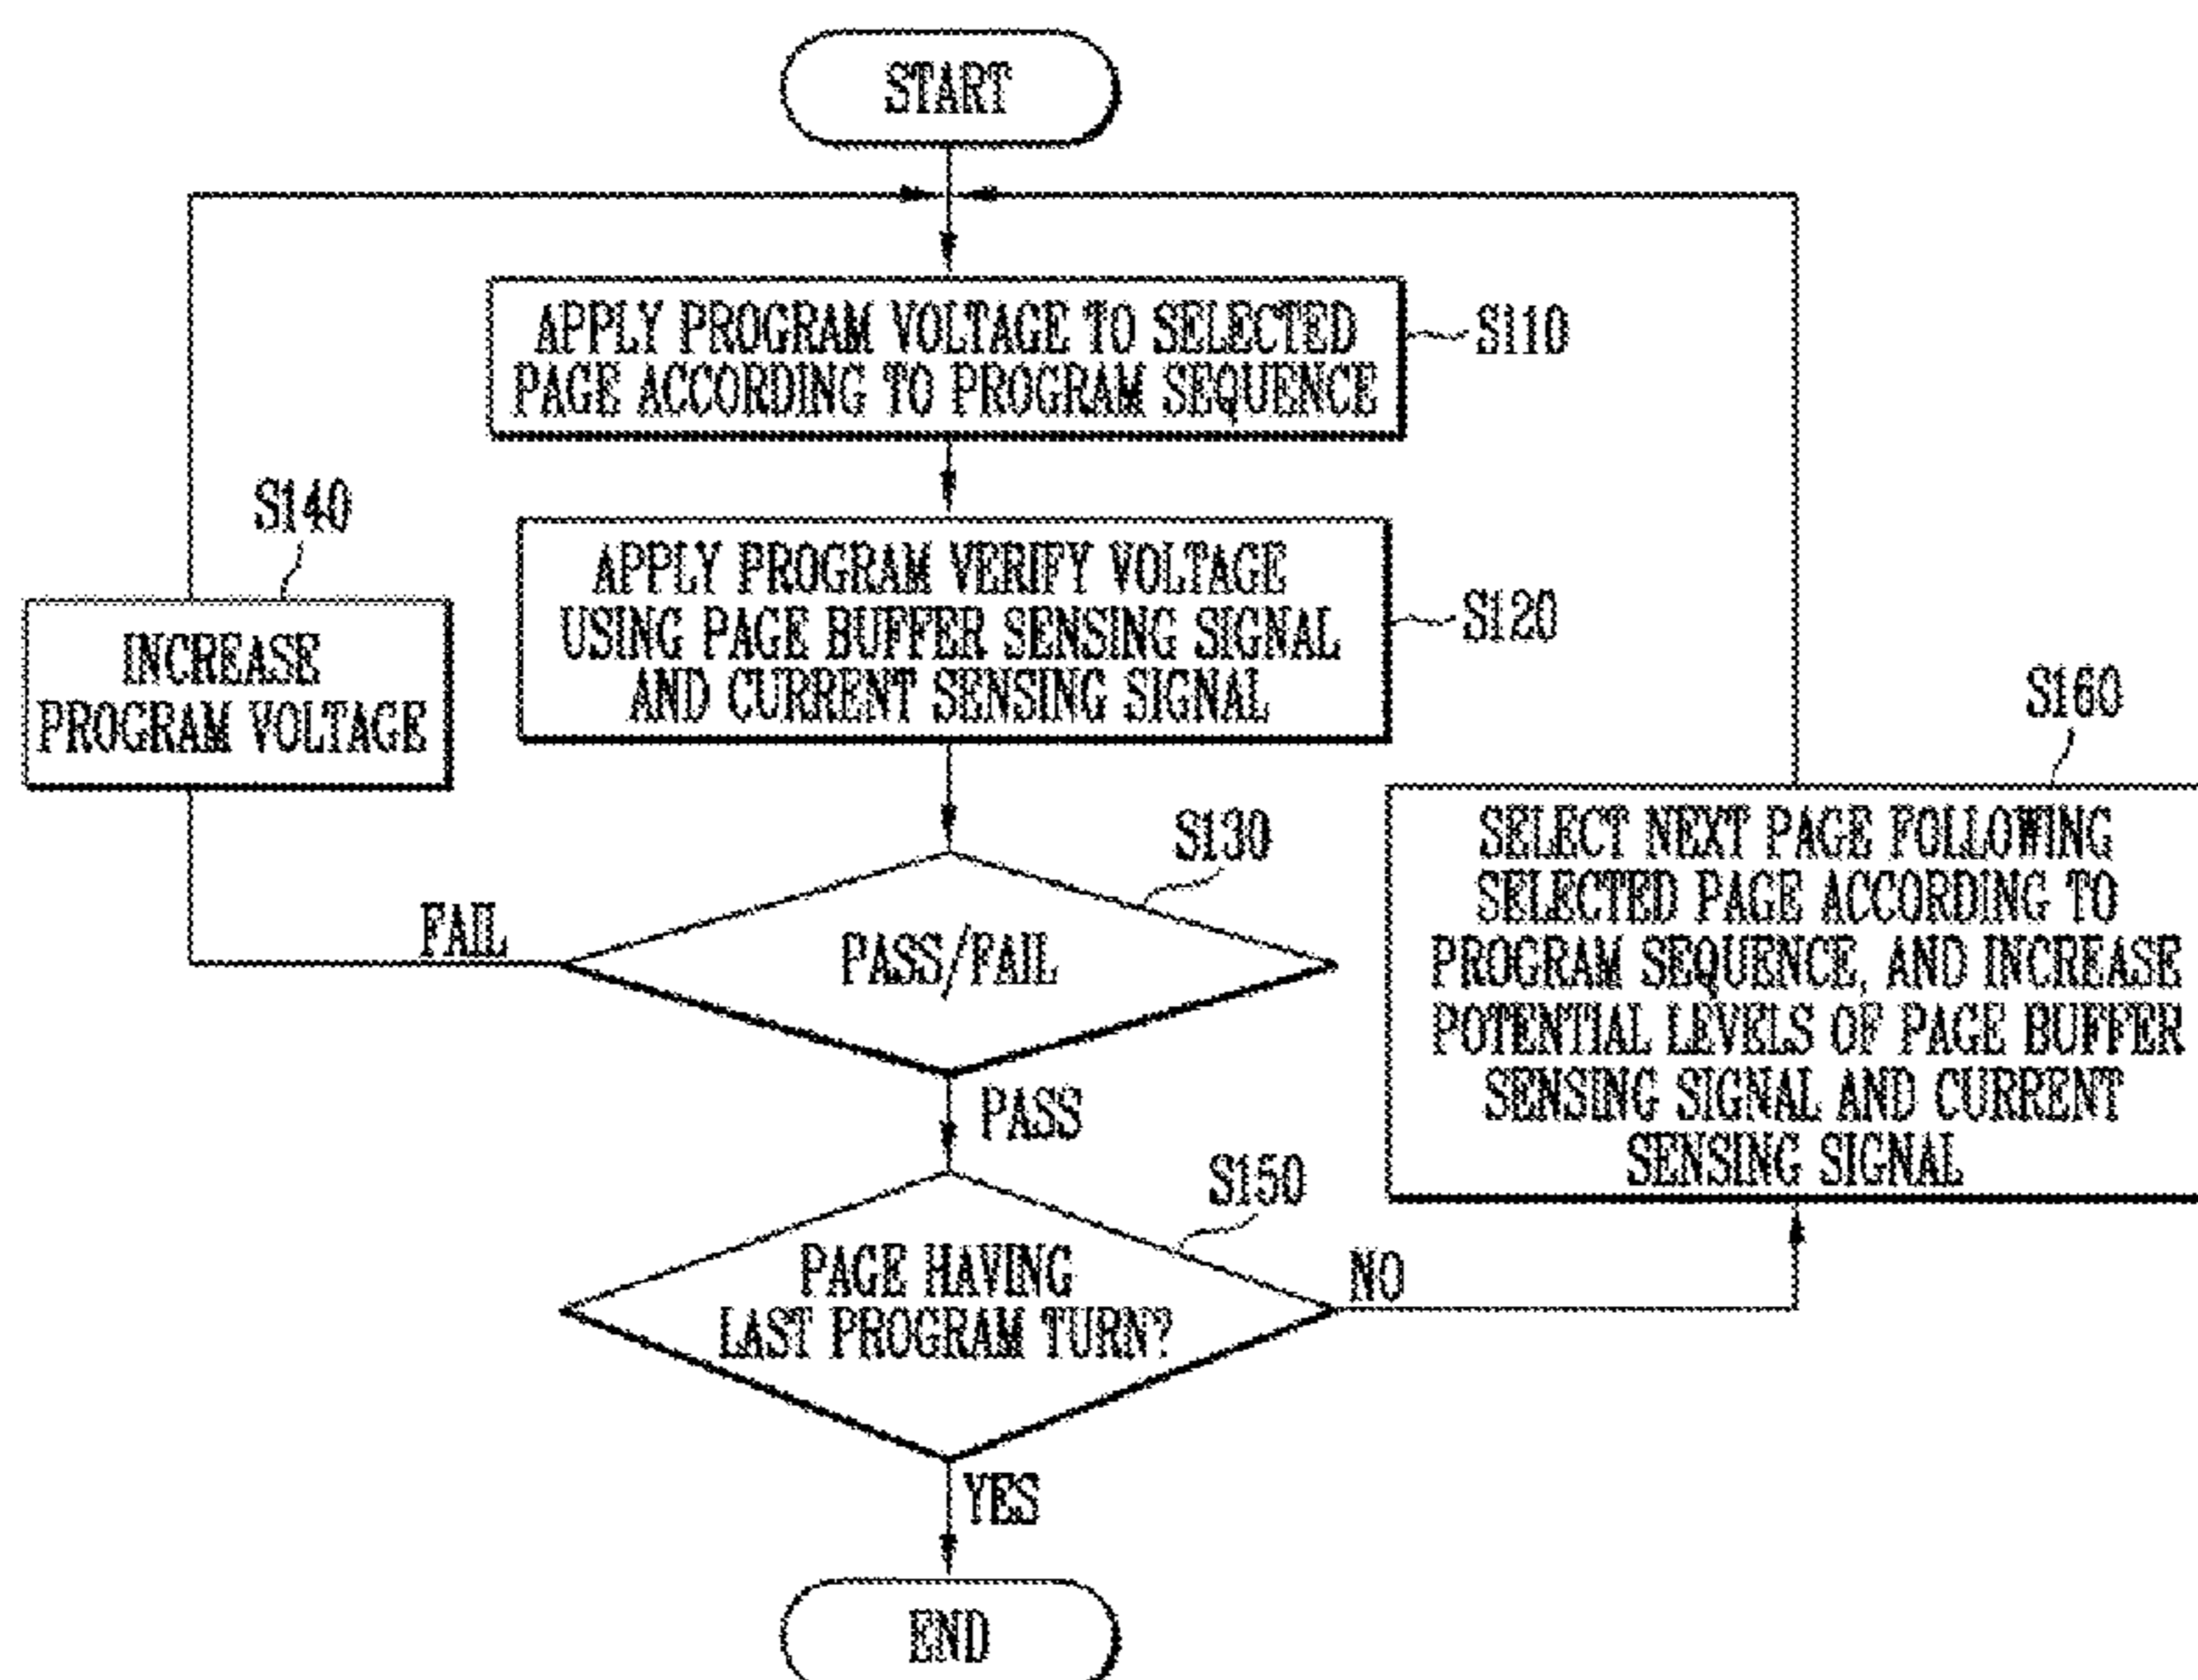 START
APPLY PROGRAM VOLTAGE TO SELECTED
PAGE ACCORDING TO PROGRAM SEQUENCE
S110
APPLY PROGRAM VERIFY VOLTAGE
USING PAGE BUFFER SENSING SIGNAL
AND CURRENT SENSING SIGNAL
S120
S140
INCREASE
PROGRAM VOLTAGE
S130
PASS/FAIL
FAIL
PASS
S150
PAGE HAVING
LAST PROGRAM TURN?
NO
S160
SELECT NEXT PAGE FOLLOWING
SELECTED PAGE ACCORDING TO
PROGRAM SEQUENCE, AND INCREASE
POTENTIAL LEVELS OF PAGE BUFFER
SENSING SIGNAL AND CURRENT
SENSING SIGNAL
YES
END